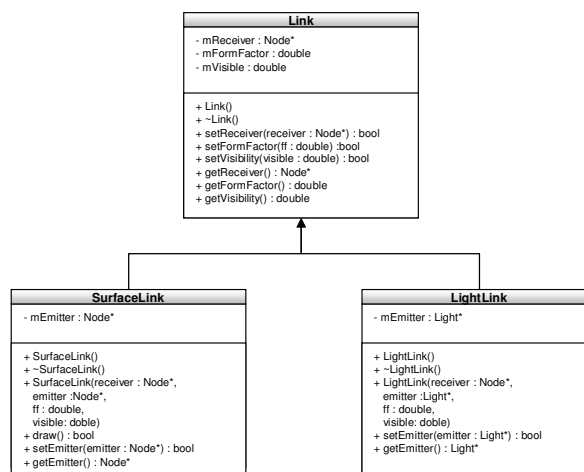 Link
- mReceiver : Node*
- mFormFactor : double
- mVisible : double
+ Link()
+ ~Link()
+ setReceiver(receiver : Node*) : bool
+ setFormFactor(ff : double) :bool
+ setVisibility(visible : double) : bool
+ getReceiver() : Node*
+ getFormFactor() : double
+ getVisibility() : double
SurfaceLink
- mEmitter : Node*
+ SurfaceLink()
+ ~SurfaceLink()
+ SurfaceLink(receiver : Node*,
emitter :Node*,
ff : double,
visible: doble)
+ draw() : bool
+ setEmitter(emitter : Node*) : bool
+ getEmitter() : Node*
LightLink
- mEmitter : Light*
+ LightLink()
+ ~LightLink()
+ LightLink(receiver : Node*,
emitter :Light*,
ff : double,
visible: doble)
+ setEmitter(emitter : Light*) : bool
+ getEmitter() : Light*